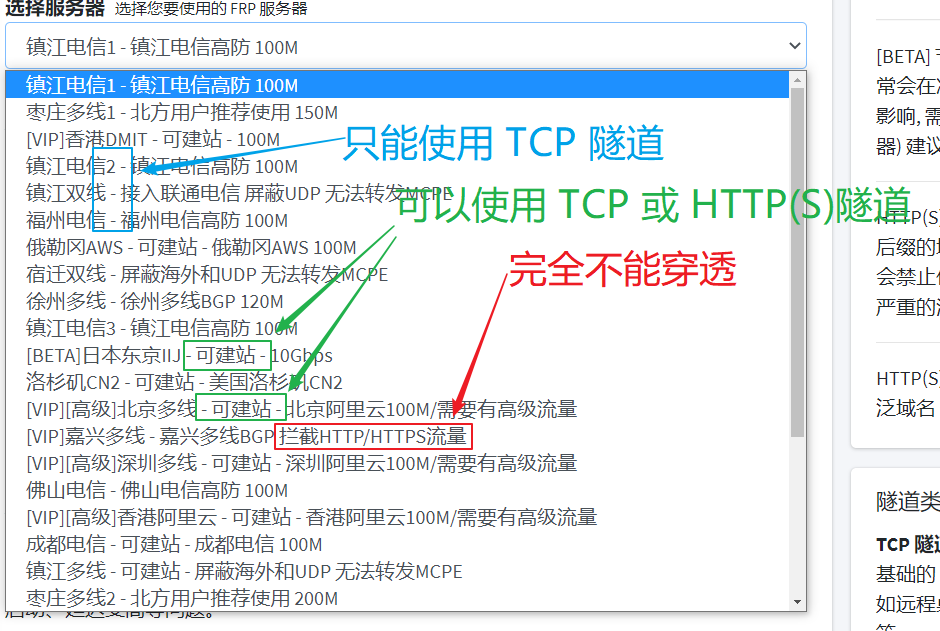 选择服务器 选择您要使用的 FRP 服务器
镇江电信1 - 镇江电信高防 100M
镇江电信1 - 镇江电信高防 100M
枣庄多线1 - 北方用户推荐使用 150M
[VIP]香港DMIT - 可建站 - 100M
只能使用 TCP 隧道
镇江电信2 - 镇江电信高防 100M
镇江双线 - 接入联通电信 屏蔽UDP 无法转发MCPE
可以使用 TCP 或 HTTP(S)隧道
福州电信 - 福州电信高防 100M
俄勒冈AWS - 可建站 - 俄勒冈AWS 100M
宿迁双线 - 屏蔽海外和UDP 无法转发MCPE
完全不能穿透
徐州多线 - 徐州多线BGP 120M
镇江电信3 - 镇江电信高防 100M
[BETA]日本东京IIJ - 可建站 - 10Gbps
洛杉矶CN2 - 可建站 - 美国洛杉矶CN2
[VIP][高级]北京多线 - 可建站 - 北京阿里云100M/需要有高级流量
[VIP]嘉兴多线 - 嘉兴多线BGP 拦截HTTP/HTTPS流量
[VIP][高级]深圳多线 - 可建站 - 深圳阿里云100M/需要有高级流量
佛山电信 - 佛山电信高防 100M
[VIP][高级]香港阿里云 - 可建站 - 香港阿里云100M/需要有高级流量
成都电信 - 可建站 - 成都电信 100M
镇江多线 - 可建站 - 屏蔽海外和UDP 无法转发MCPE
枣庄多线2 - 北方用户推荐使用 200M
[BETA]
常会在
影响, 需
器) 建议
HTTP(S)
后缀的
会禁止
严重的
HTTP(S)
泛域名
隧道类
TCP 隧道
基础的
如远程